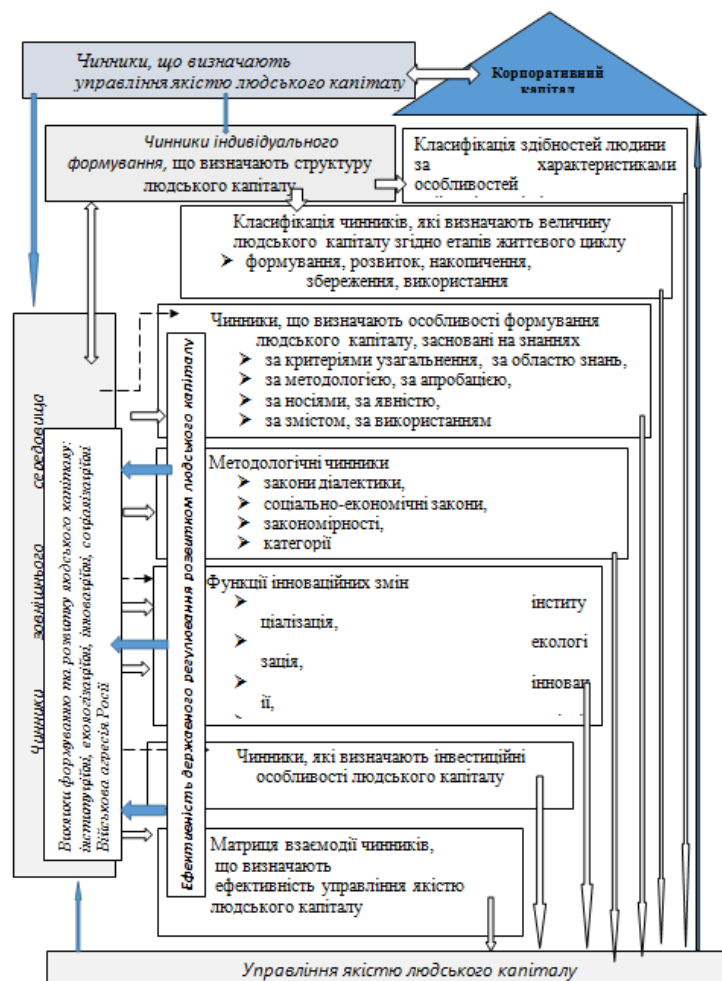 Чинники, що визначають
управління якістю людського капіталу
Корпоративний
капітал
Чинники індивідуального
формування, що визначають структуру
людського капіталу
Класифікація здібностей людини
за характеристиками
особливостей
Класифікація чинників, які визначають величину
людського капіталу згідно етапів життєвого циклу
➤ формування, розвиток, накопичення,
збереження, використання
Чинники, що визначають особливості формування
людського капіталу, засновані на знаннях
➤ за критеріями узагальнення, за областю знань,
➤ за методологією, за апробацією,
➤ за носіями, за явністю,
➤ за змістом, за використанням
Чинники зовнішнього середовища
Виклики формуванню та розвитку людського капіталу:
інституційні, екологізаційні, інноваційні, соціалізаційні
Військова агресія Росії
Ефективність державного регулювання розвитком людського капіталу
Методологічні чинники
➤ закони діалектики,
➤ соціально-економічні закони,
➤ закономірності,
➤ категорії
Функції інноваційних змін
➤ інститу
ціалізація,
➤ екологі
зація,
➤ інновац
ії,
Чинники, які визначають інвестиційні
особливості людського капіталу
Матриця взаємодії чинників,
що визначають
ефективність управління якістю
людського капіталу
Управління якістю людського капіталу